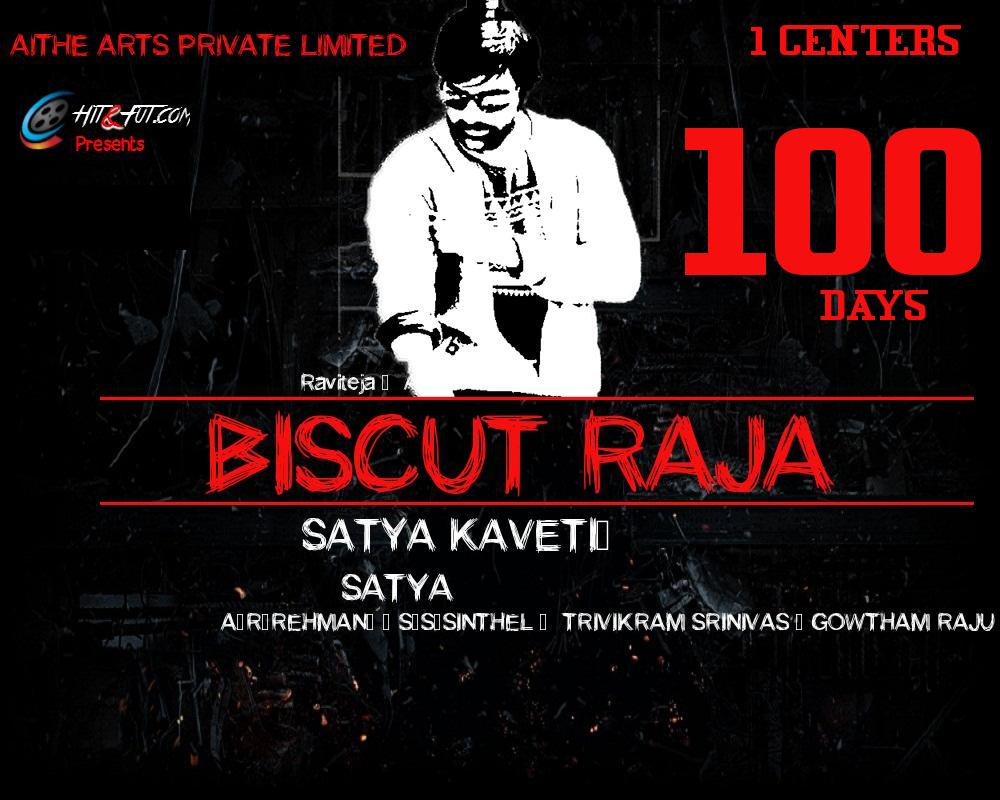 AITHE ARTS PRIVATE LIMITED
1 CENTERS
HIT&FUT.COM
Presents
100
DAYS
Raviteja A
BISCUT RAJA
SATYA KAVETI
SATYA
A R REHMAN S S SINTHEL TRIVIKRAM SRINIVAS GOWTHAM RAJU